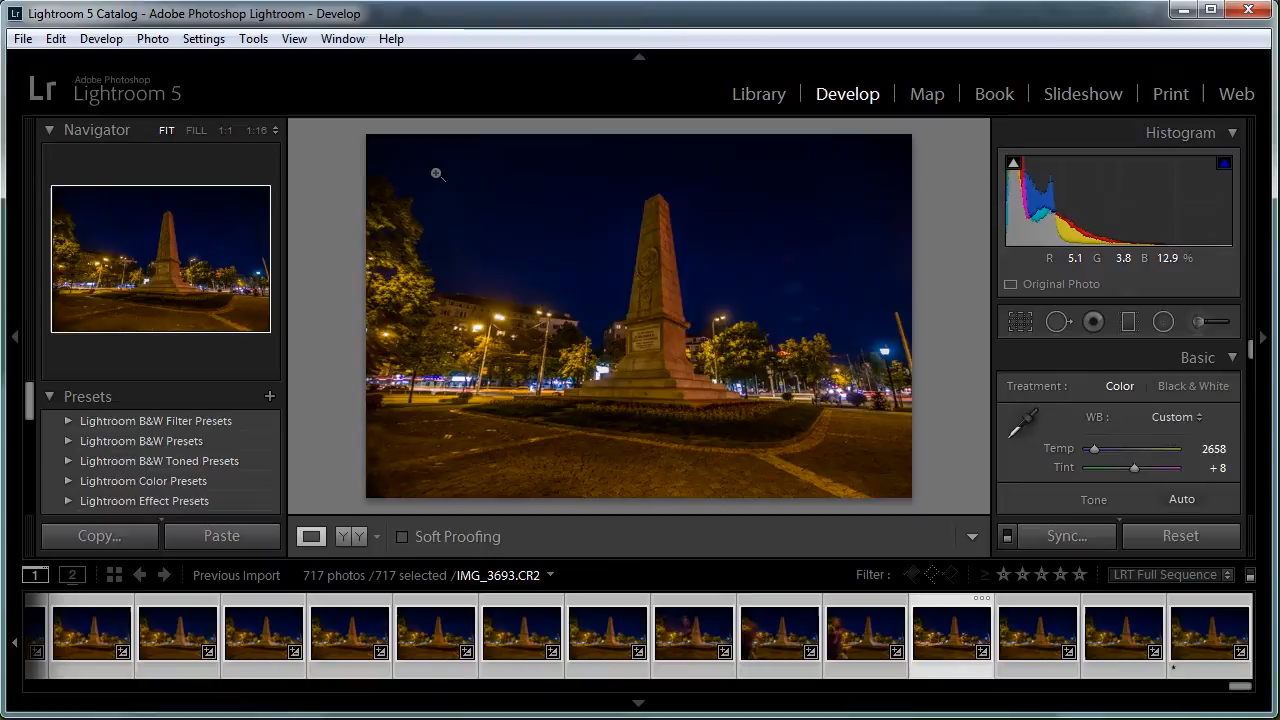 Lightroom 5 Catalog - Adobe Photoshop Lightroom - Develop
File Edit Develop Photo Settings Tools View Window Help
Lr Adobe Photoshop
Lightroom 5
Library Develop Map Book Slideshow Print Web
Navigator FIT FILL 1:1 1:16
Histogram
R 5.1 G 3.8 B 12.9 %
Original Photo
Basic
Treatment : Color Black & White
WB : Custom
Temp 2658
Tint + 8
Tone Auto
Presets +
Lightroom B&W Filter Presets
Lightroom B&W Presets
Lightroom B&W Toned Presets
Lightroom Color Presets
Lightroom Effect Presets
Copy... Paste
YY Soft Proofing
Sync... Reset
1 2 Previous Import 717 photos /717 selected /IMG_3693.CR2
Filter : ≥ LRT Full Sequence